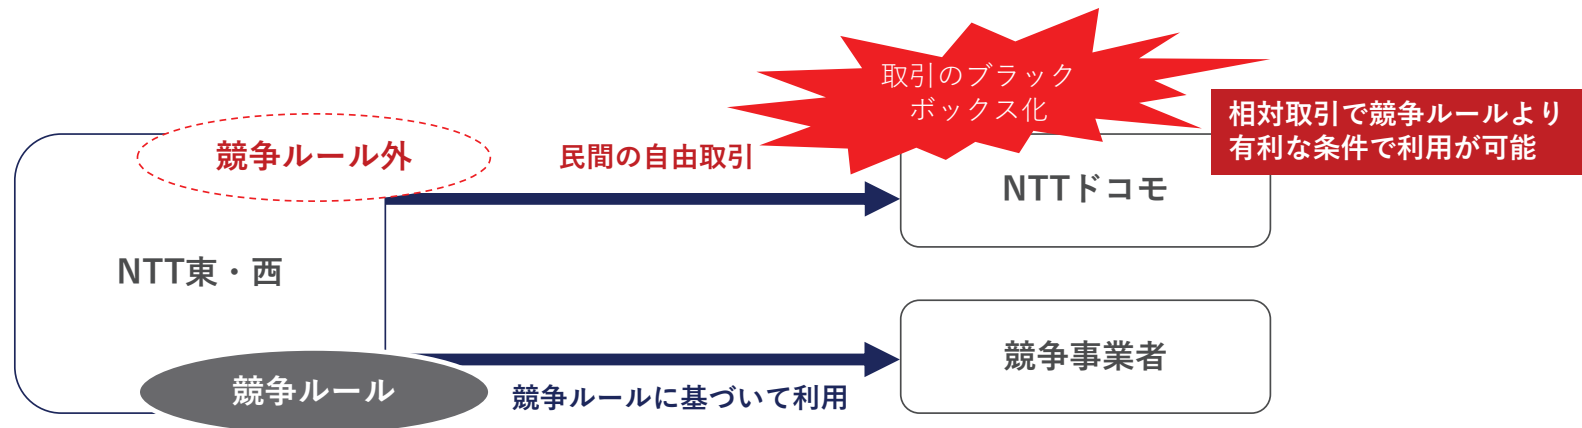 取引のブラック
ボックス化
相対取引で競争ルールより
有利な条件で利用が可能
競争ルール外
民間の自由取引
NTTドコモ
NTT東・西
競争ルール
競争ルールに基づいて利用
競争事業者